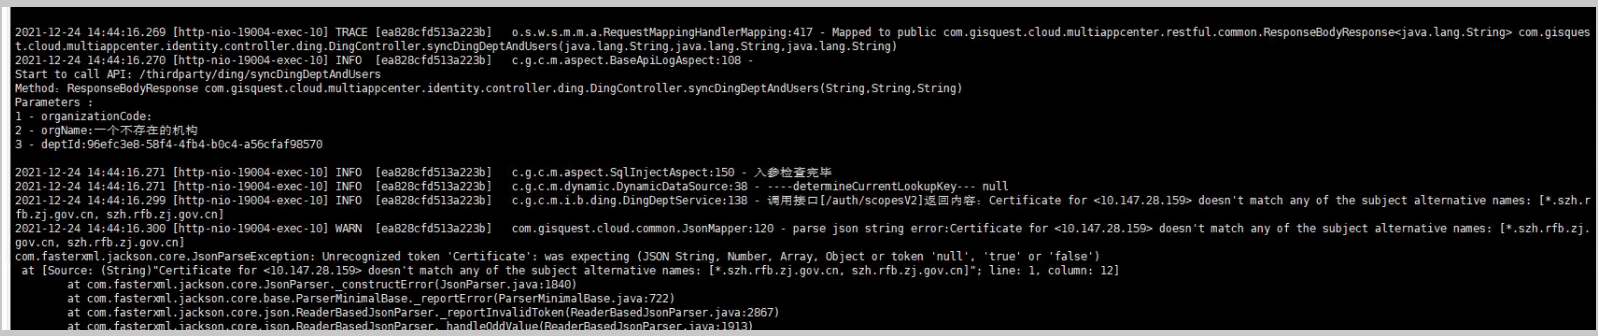 2021-12-24 14:44:16.269 [http-nio-19004-exec-10] TRACE [ea828cfd513a223b]   o.s.w.s.m.m.a.RequestMappingHandlerMapping:417 - Mapped to public com.gisquest.cloud.multiappcenter.restful.common.ResponseBodyResponse<java.lang.String> com.gisques
t.cloud.multiappcenter.identity.controller.ding.DingController.syncDingDeptAndUsers(java.lang.String,java.lang.String,java.lang.String)
2021-12-24 14:44:16.270 [http-nio-19004-exec-10] INFO  [ea828cfd513a223b]   c.g.c.m.aspect.BaseApiLogAspect:108 -
Start to call API: /thirdparty/ding/syncDingDeptAndUsers
Method: ResponseBodyResponse com.gisquest.cloud.multiappcenter.identity.controller.ding.DingController.syncDingDeptAndUsers(String,String,String)
Parameters :
1 - organizationCode:
2 - orgName:一个不存在的机构
3 - deptId:96efc3e8-58f4-4fb4-b0c4-a56cfaf98570
2021-12-24 14:44:16.271 [http-nio-19004-exec-10] INFO  [ea828cfd513a223b]   c.g.c.m.aspect.SqlInjectAspect:150 - 入参检查完毕
2021-12-24 14:44:16.271 [http-nio-19004-exec-10] INFO  [ea828cfd513a223b]   c.g.c.m.dynamic.DynamicDataSource:38 - ----determineCurrentLookupKey--- null
2021-12-24 14:44:16.299 [http-nio-19004-exec-10] INFO  [ea828cfd513a223b]   c.g.c.m.i.b.ding.DingDeptService:138 - 调用接口[/auth/scopesV2]返回内容：Certificate for <10.147.28.159> doesn't match any of the subject alternative names: [*.szh.r
fb.zj.gov.cn, szh.rfb.zj.gov.cn]
2021-12-24 14:44:16.300 [http-nio-19004-exec-10] WARN  [ea828cfd513a223b]   com.gisquest.cloud.common.JsonMapper:120 - parse json string error:Certificate for <10.147.28.159> doesn't match any of the subject alternative names: [*.szh.rfb.zj.
gov.cn, szh.rfb.zj.gov.cn]
com.fasterxml.jackson.core.JsonParseException: Unrecognized token 'Certificate': was expecting (JSON String, Number, Array, Object or token 'null', 'true' or 'false')
 at [Source: (String)"Certificate for <10.147.28.159> doesn't match any of the subject alternative names: [*.szh.rfb.zj.gov.cn, szh.rfb.zj.gov.cn]"; line: 1, column: 12]
        at com.fasterxml.jackson.core.JsonParser._constructError(JsonParser.java:1840)
        at com.fasterxml.jackson.core.base.ParserMinimalBase._reportError(ParserMinimalBase.java:722)
        at com.fasterxml.jackson.core.json.ReaderBasedJsonParser._reportInvalidToken(ReaderBasedJsonParser.java:2867)
        at com.fasterxml.jackson.core.json.ReaderBasedJsonParser._handleOddValue(ReaderBasedJsonParser.java:1913)